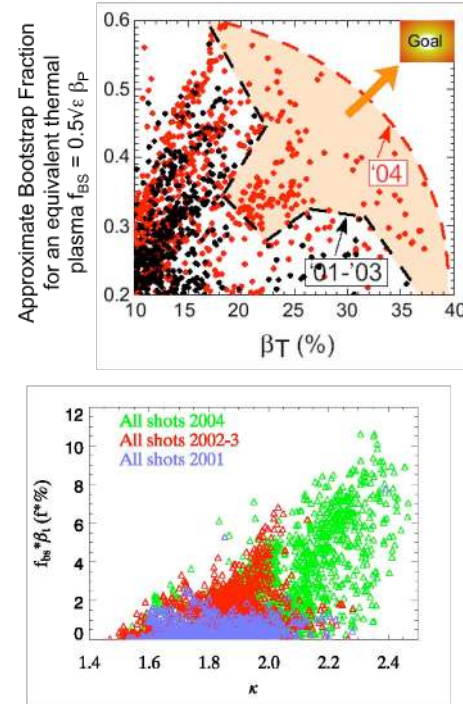 Approximate Bootstrap Fraction
for an equivalent thermal
plasma f_BS = 0.5√ε β_P
0.6
0.5
0.4
0.3
0.2
Goal
'04
'01-'03
10 15 20 25 30 35 40
βT (%)
All shots 2004
All shots 2002-3
All shots 2001
f_bs*β_t (f*%)
12
10
8
6
4
2
0
1.4 1.6 1.8 2.0 2.2 2.4
κ